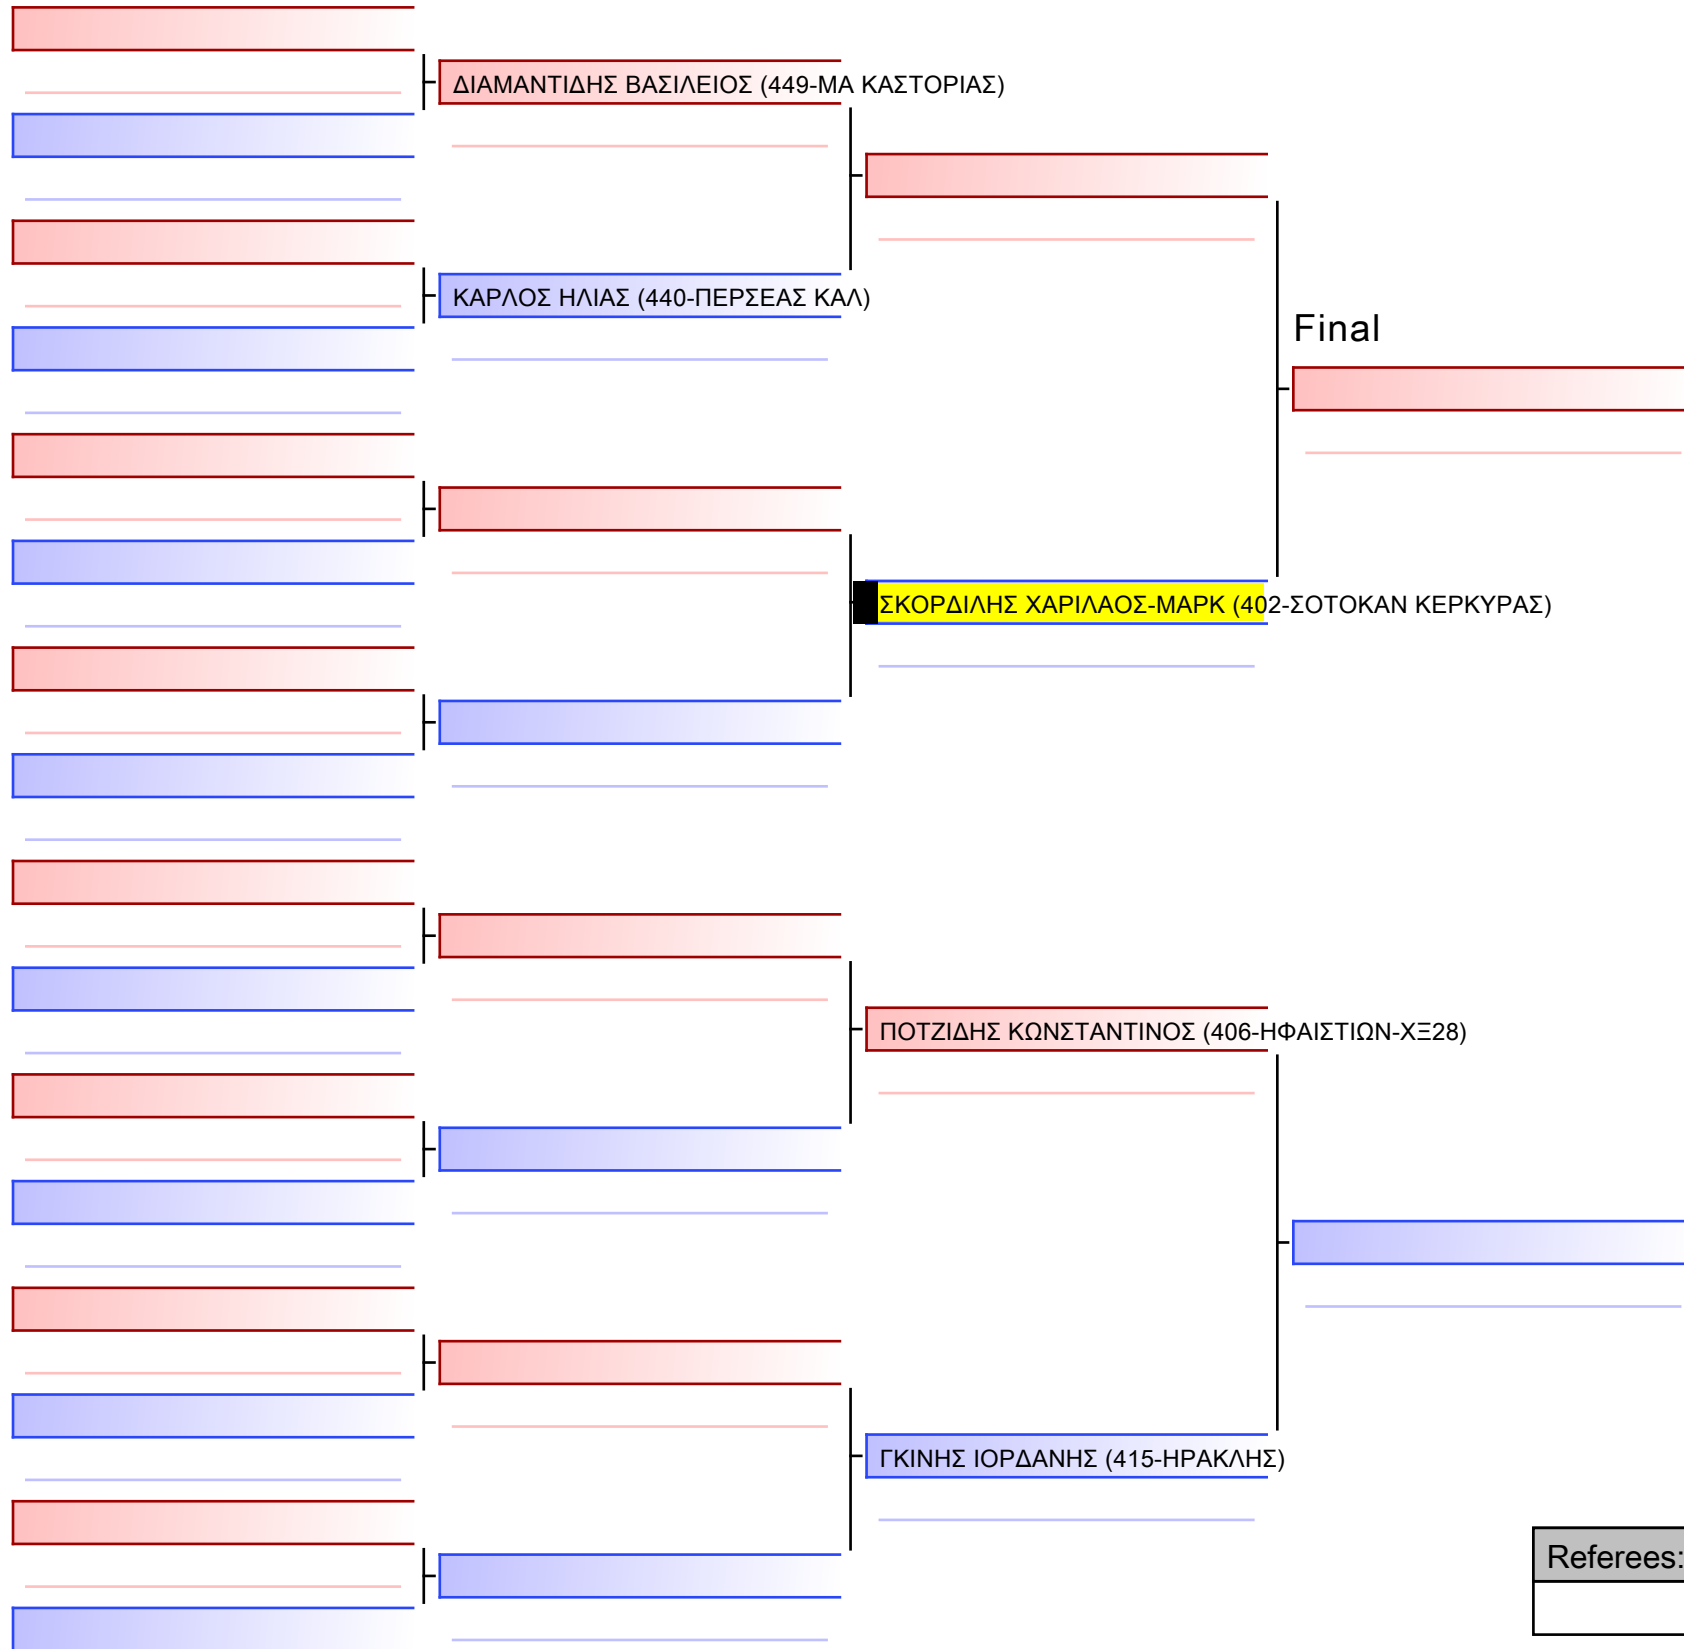 ΔΙΑΜΑΝΤΙΔΗΣ ΒΑΣΙΛΕΙΟΣ (449-ΜΑ ΚΑΣΤΟΡΙΑΣ)
ΚΑΡΛΟΣ ΗΛΙΑΣ (440-ΠΕΡΣΕΑΣ ΚΑΛ)
Final
ΣΚΟΡΔΙΛΗΣ ΧΑΡΙΛΑΟΣ-ΜΑΡΚ (402-ΣΟΤΟΚΑΝ ΚΕΡΚΥΡΑΣ)
ΠΟΤΖΙΔΗΣ ΚΩΝΣΤΑΝΤΙΝΟΣ (406-ΗΦΑΙΣΤΙΩΝ-ΧΞ28)
ΓΚΙΝΗΣ ΙΟΡΔΑΝΗΣ (415-ΗΡΑΚΛΗΣ)
Referees: